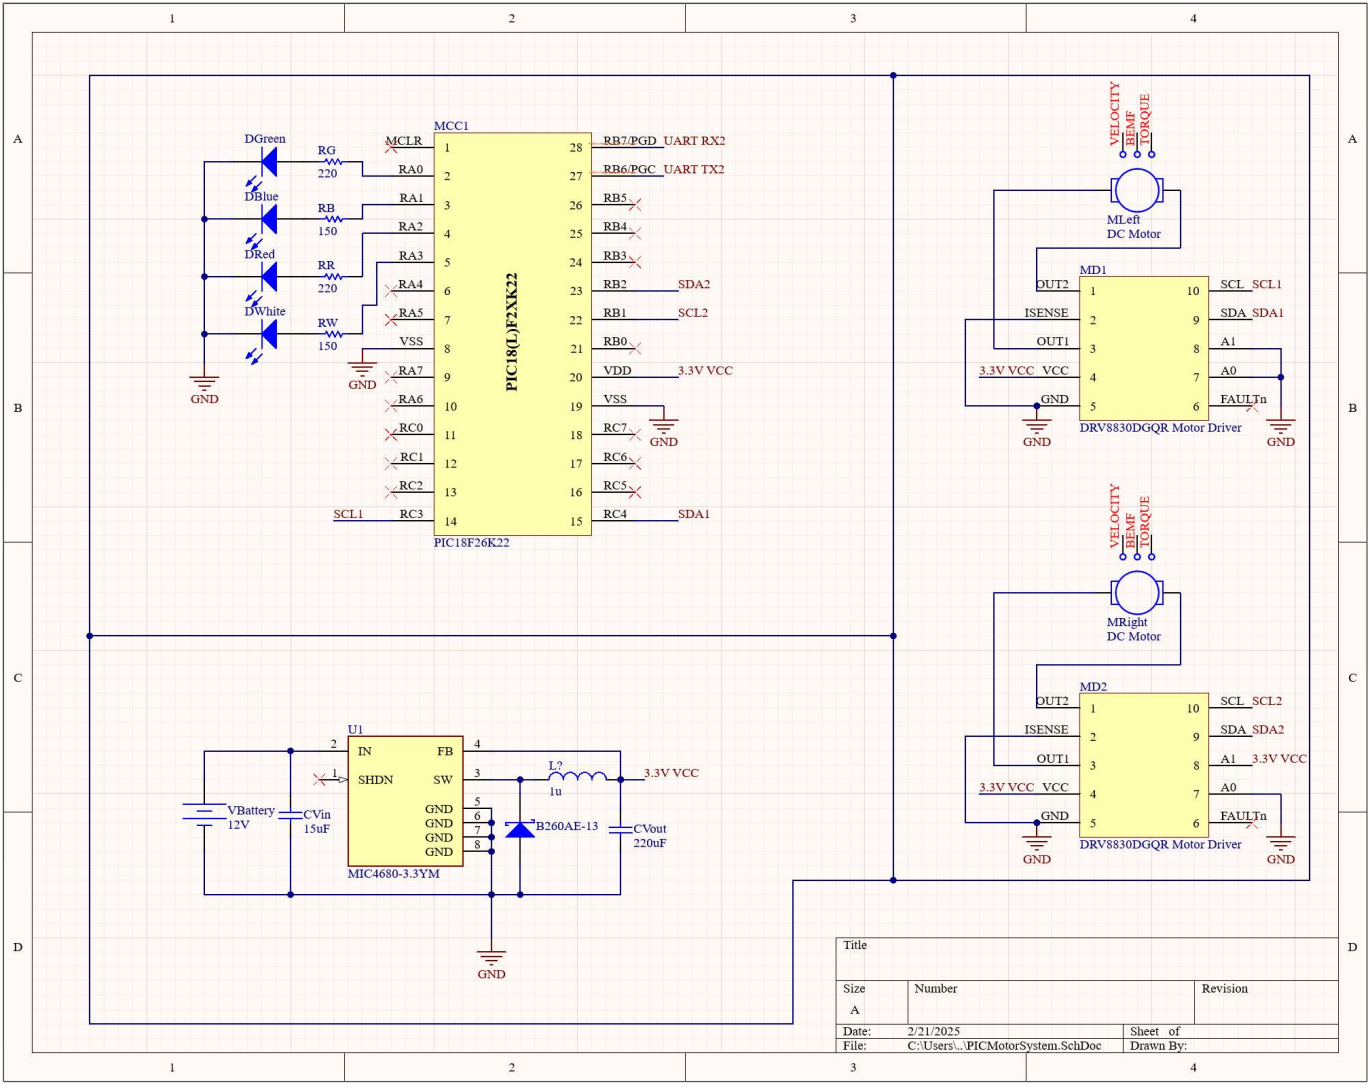 1 2 3 4
A
B
C
D
DGreen
RG
220
DBlue
RB
150
DRed
RR
220
DWhite
RW
150
GND
GND
MCC1
MCLR 1
RA0 2
RA1 3
RA2 4
RA3 5
RA4 6
RA5 7
VSS 8
RA7 9
RA6 10
RC0 11
RC1 12
RC2 13
SCL1 RC3 14
PIC18(L)F2XK22
28 RB7/PGD UART RX2
27 RB6/PGC UART TX2
26 RB5
25 RB4
24 RB3
23 RB2 SDA2
22 RB1 SCL2
21 RB0
20 VDD 3.3V VCC
19 VSS
GND
18 RC7
17 RC6
16 RC5
15 RC4 SDA1
PIC18F26K22
VELOCITY
BEMF
TORQUE
MLeft
DC Motor
MD1
OUT2 1 10 SCL SCL1
ISENSE 2 9 SDA SDA1
OUT1 3 8 A1
3.3V VCC VCC 4 7 A0
GND 5 6 FAULTn
GND
DRV8830DGQR Motor Driver
GND
VELOCITY
BEMF
TORQUE
MRight
DC Motor
MD2
OUT2 1 10 SCL SCL2
ISENSE 2 9 SDA SDA2
OUT1 3 8 A1 3.3V VCC
3.3V VCC VCC 4 7 A0
GND 5 6 FAULTn
GND
DRV8830DGQR Motor Driver
GND
VBattery
12V
CVin
15uF
U1
2 IN FB 4
1 SHDN SW 3
GND 5
GND 6
GND 7
GND 8
MIC4680-3.3YM
L?
1u
3.3V VCC
B260AE-13
CVout
220uF
GND
Title
Size
A
Number
Revision
Date: 2/21/2025 Sheet of
File: C:\Users\..\PICMotorSystem.SchDoc Drawn By:
A
B
C
D
1 2 3 4